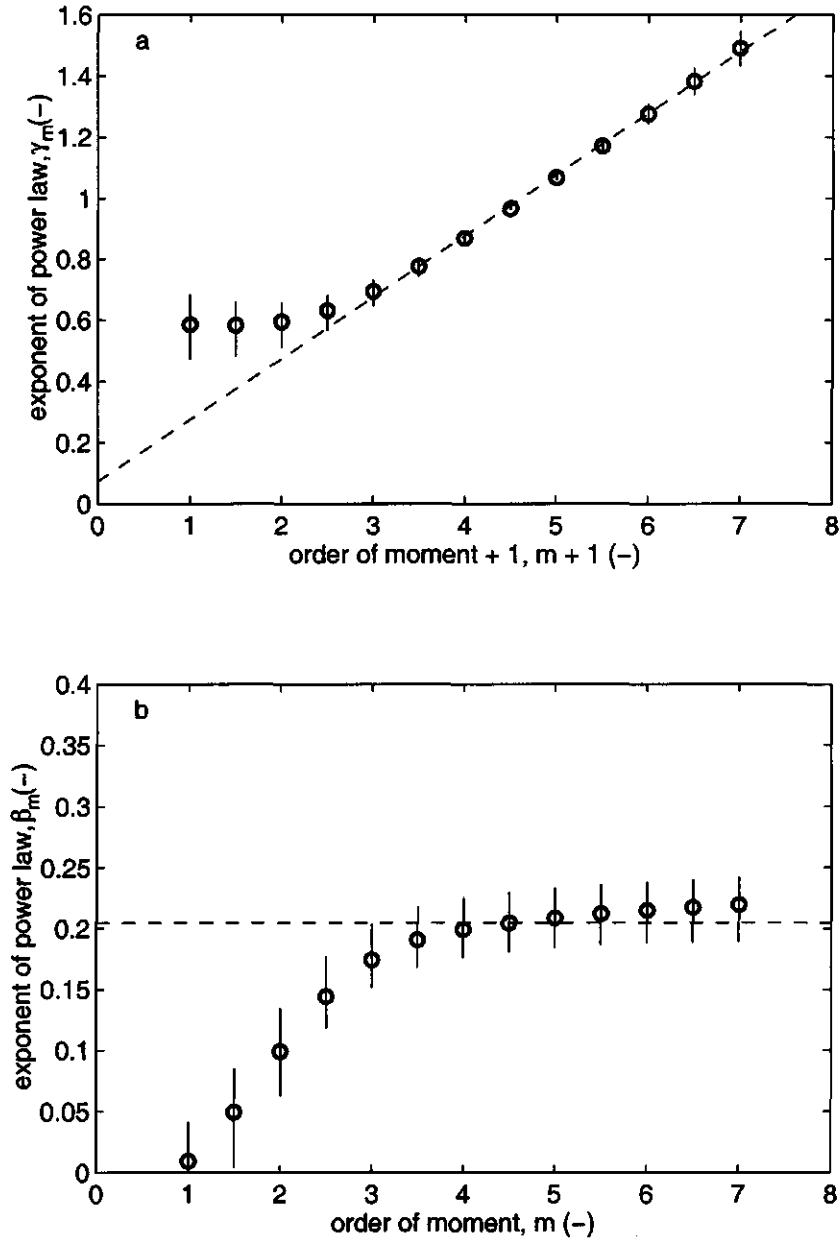 a
1.6
1.4
1.2
1
0.8
0.6
0.4
0.2
0
exponent of power law, γm(−)
0 1 2 3 4 5 6 7 8
order of moment + 1, m + 1 (−)
b
0.4
0.35
0.3
0.25
0.2
0.15
0.1
0.05
0
exponent of power law, βm(−)
0 1 2 3 4 5 6 7 8
order of moment, m (−)